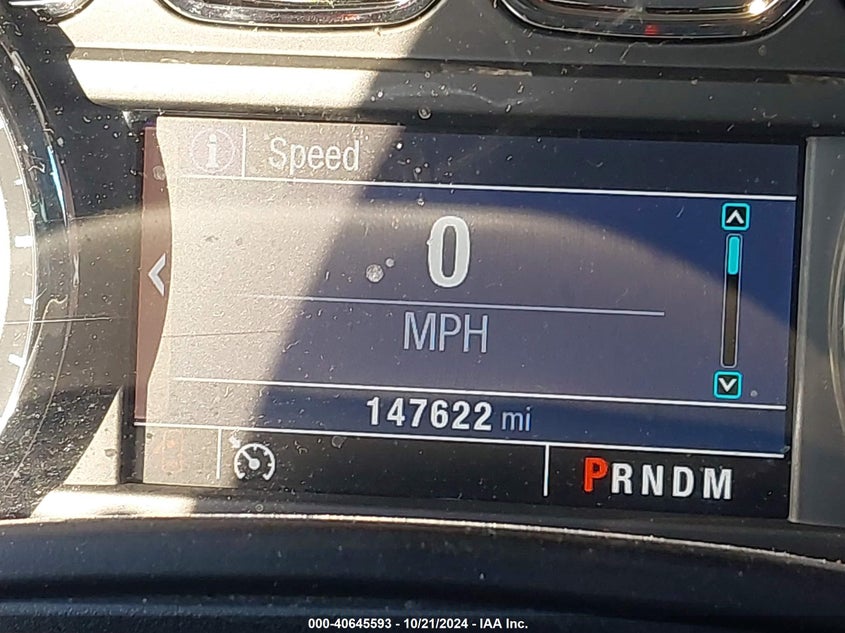 i Speed
0
MPH
147622 mi
PRNDM
000-40645593 - 10/21/2024 - IAA Inc.